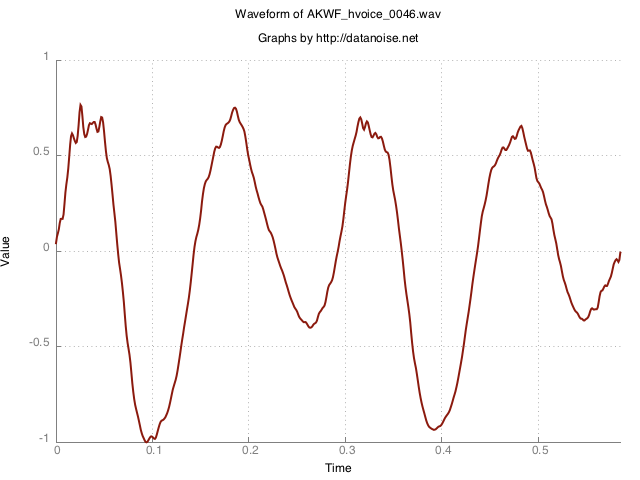 Waveform of AKWF_hvoice_0046.wav
Graphs by http://datanoise.net
1
0.5
0
-0.5
-1
Value
0 0.1 0.2 0.3 0.4 0.5
Time